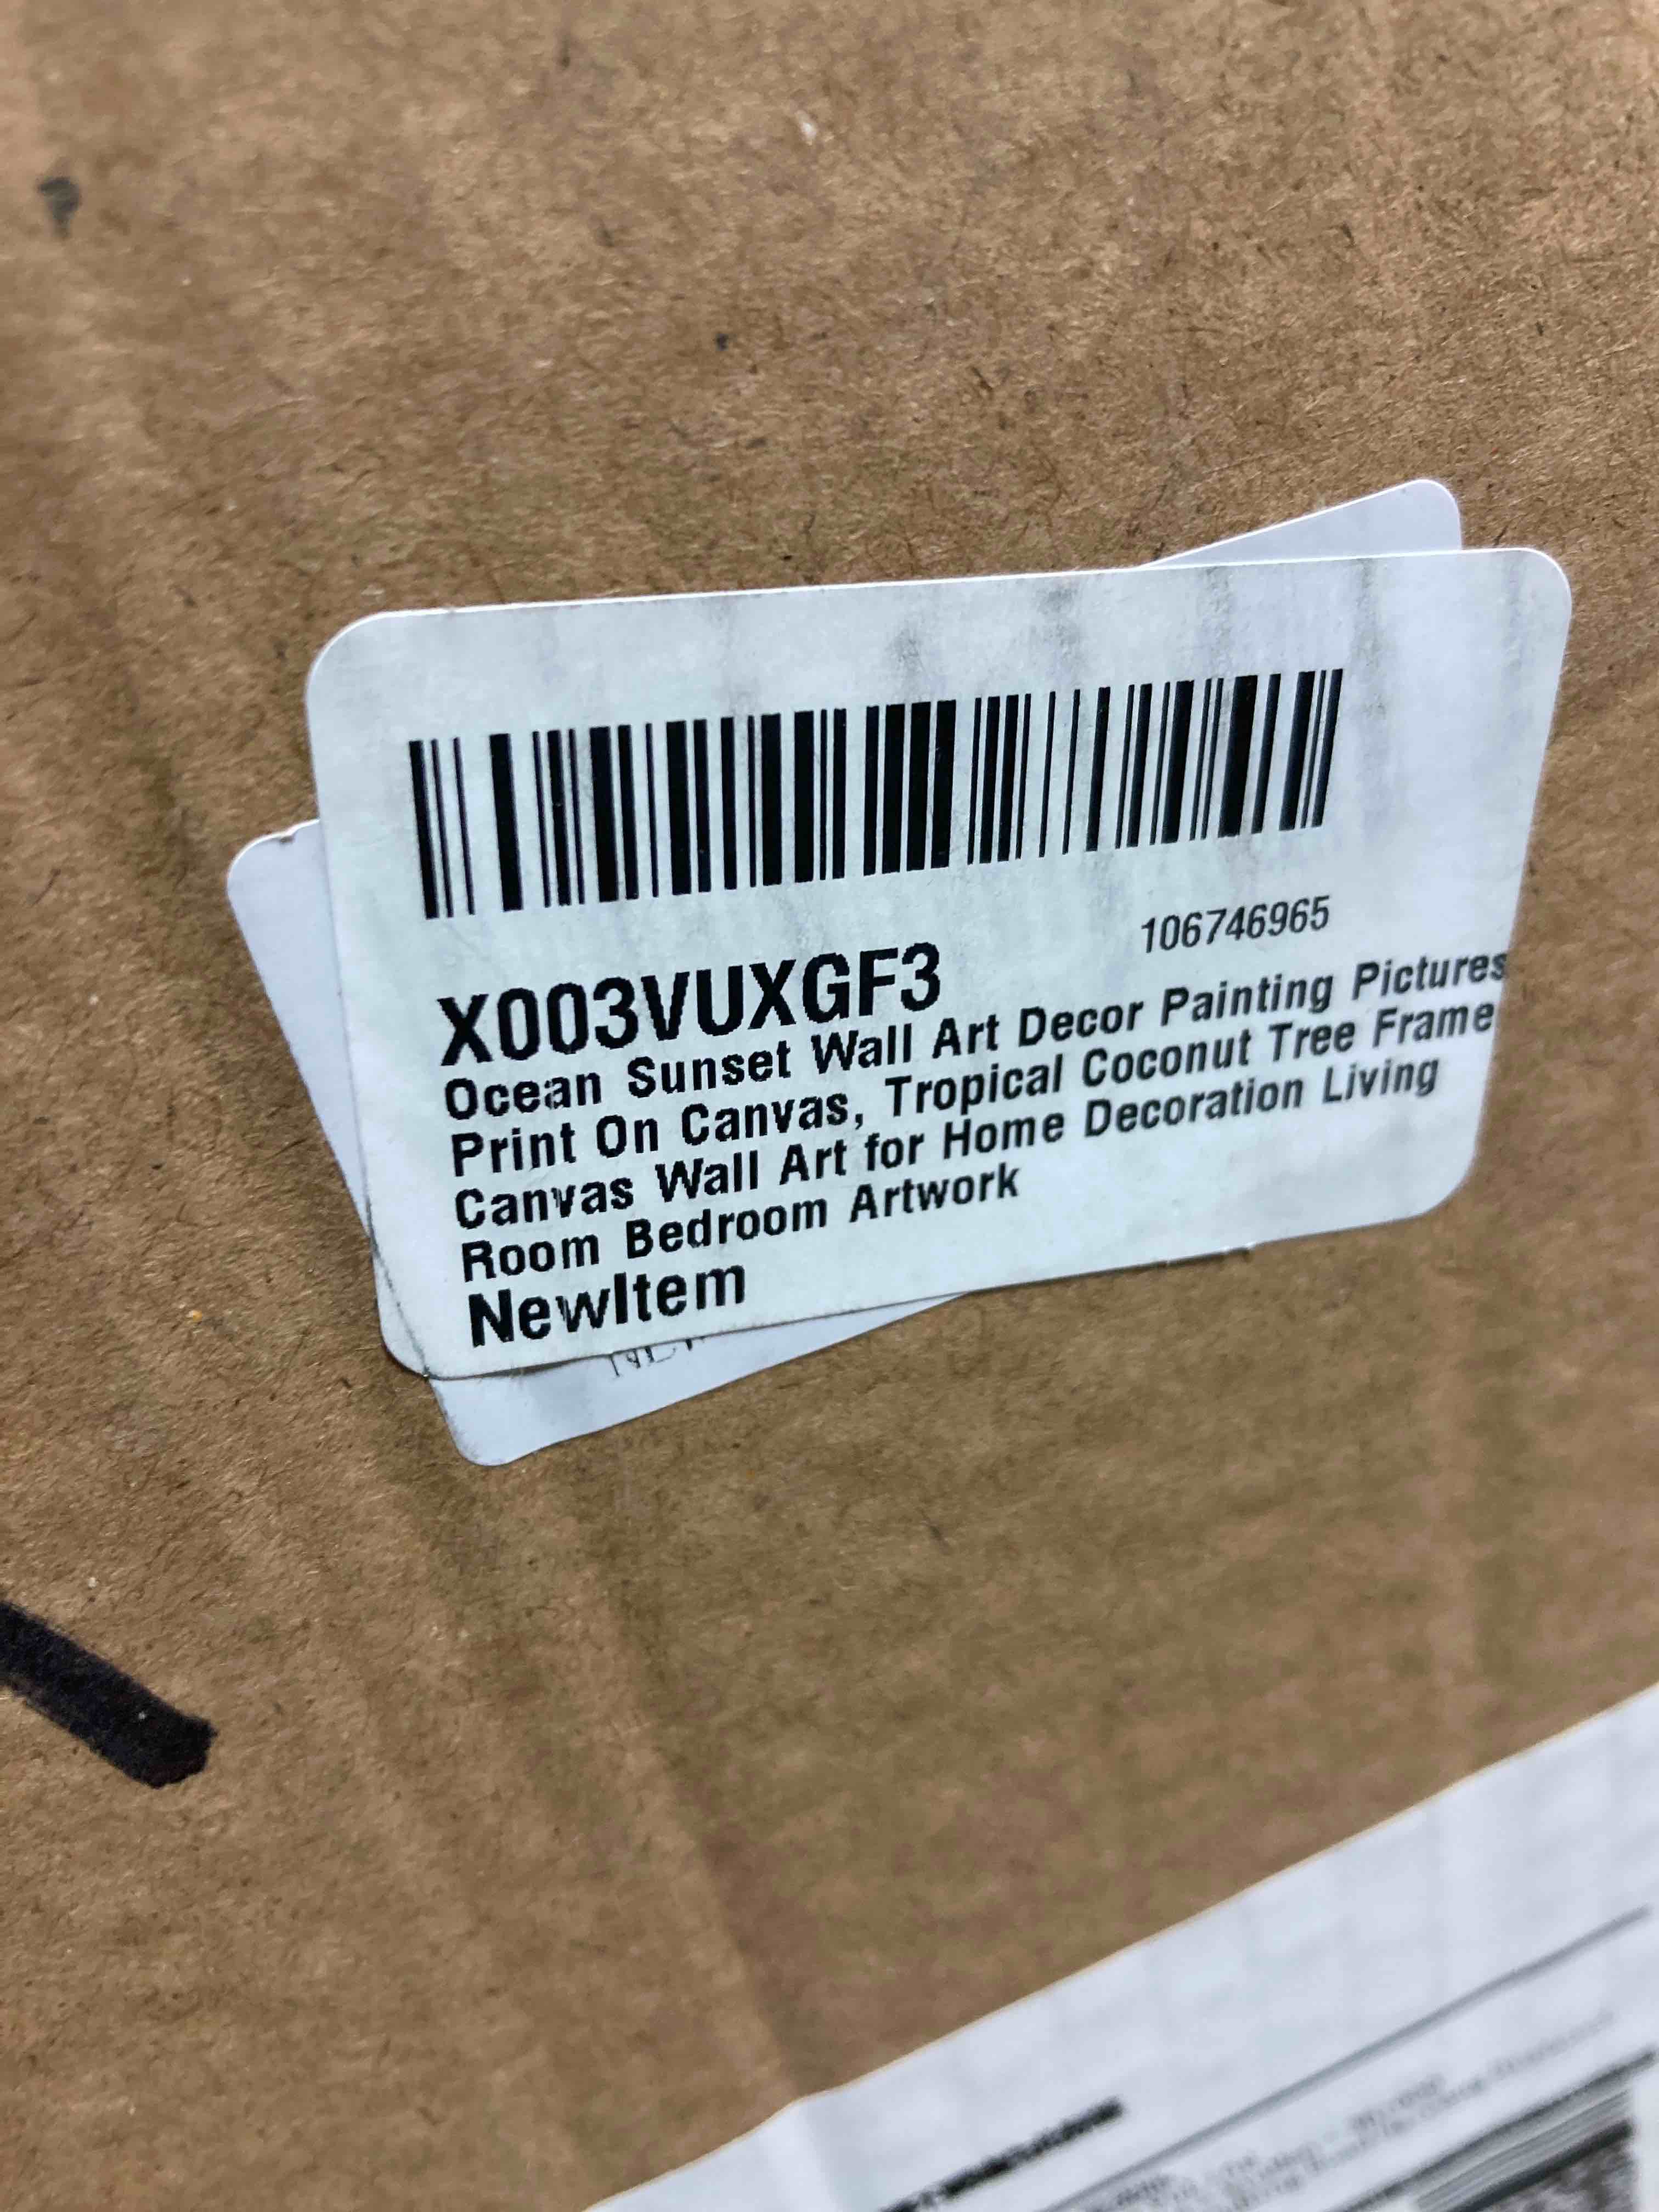 106746965
X003VUXGF3
Ocean Sunset Wall Art Decor Painting Pictures
Print On Canvas, Tropical Coconut Tree Frame
Canvas Wall Art for Home Decoration Living
Room Bedroom Artwork
NewItem